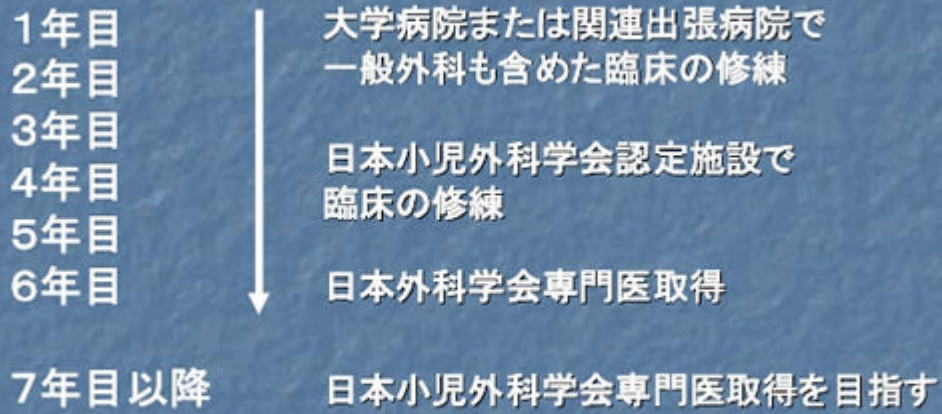 1年目
大学病院または関連出張病院で
2年目
一般外科も含めた臨床の修練
3年目
日本小児外科学会認定施設で
4年目
臨床の修練
5年目
6年目
日本外科学会専門医取得
7年目以降
日本小児外科学会専門医取得を目指す